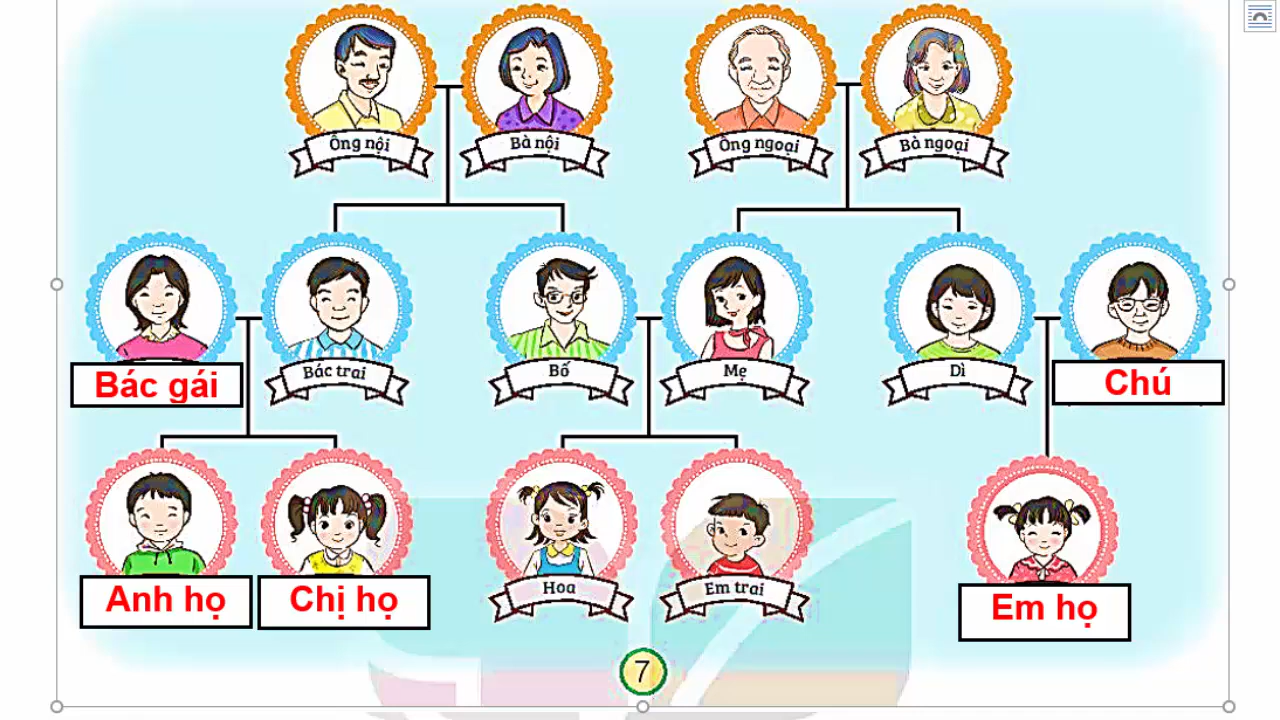 Ông nội
Bà nội
Ông ngoại
Bà ngoại
Bác gái
Bác trai
Bố
Mẹ
Dì
Chú
Anh họ
Chị họ
Hoa
Em trai
Em họ
7